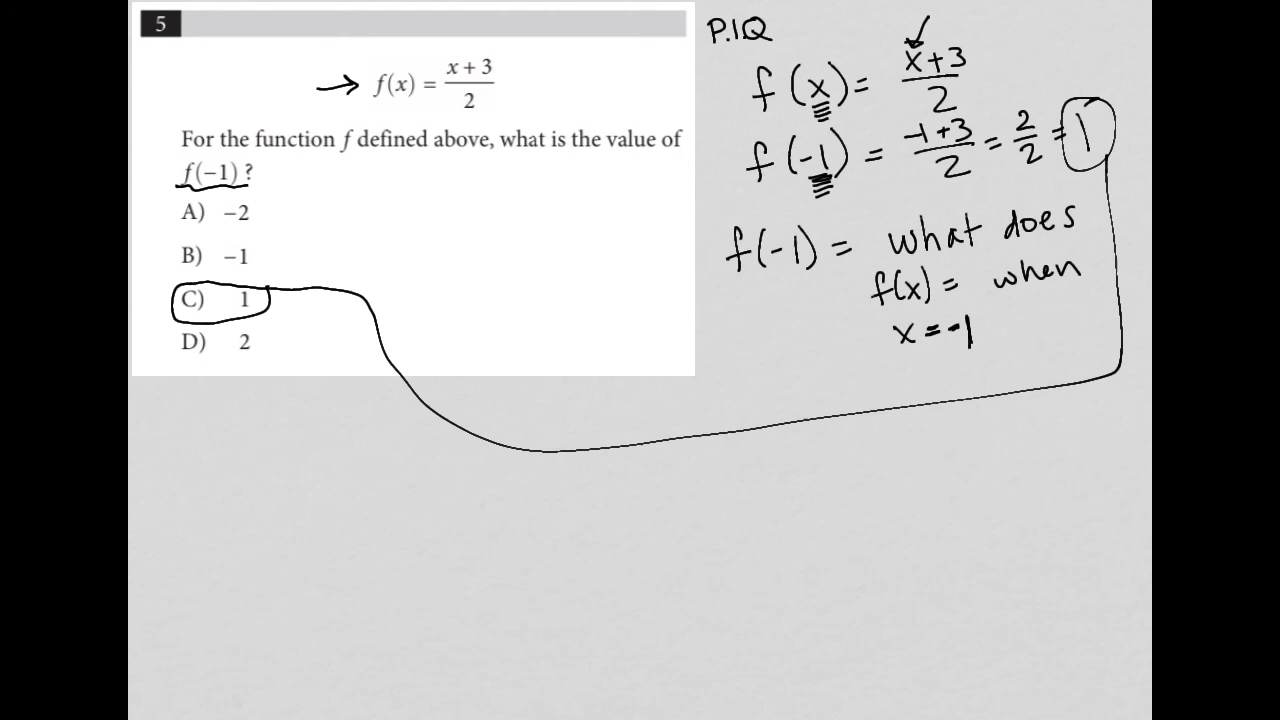 5
f(x) = x + 3 / 2
For the function f defined above, what is the value of
f(−1) ?
A) −2
B) −1
C) 1
D) 2
P.I.Q
f(x) = x+3 / 2
f(-1) = -1+3 / 2 = 2/2 = 1
f(-1) = what does
f(x) = when
x = -1